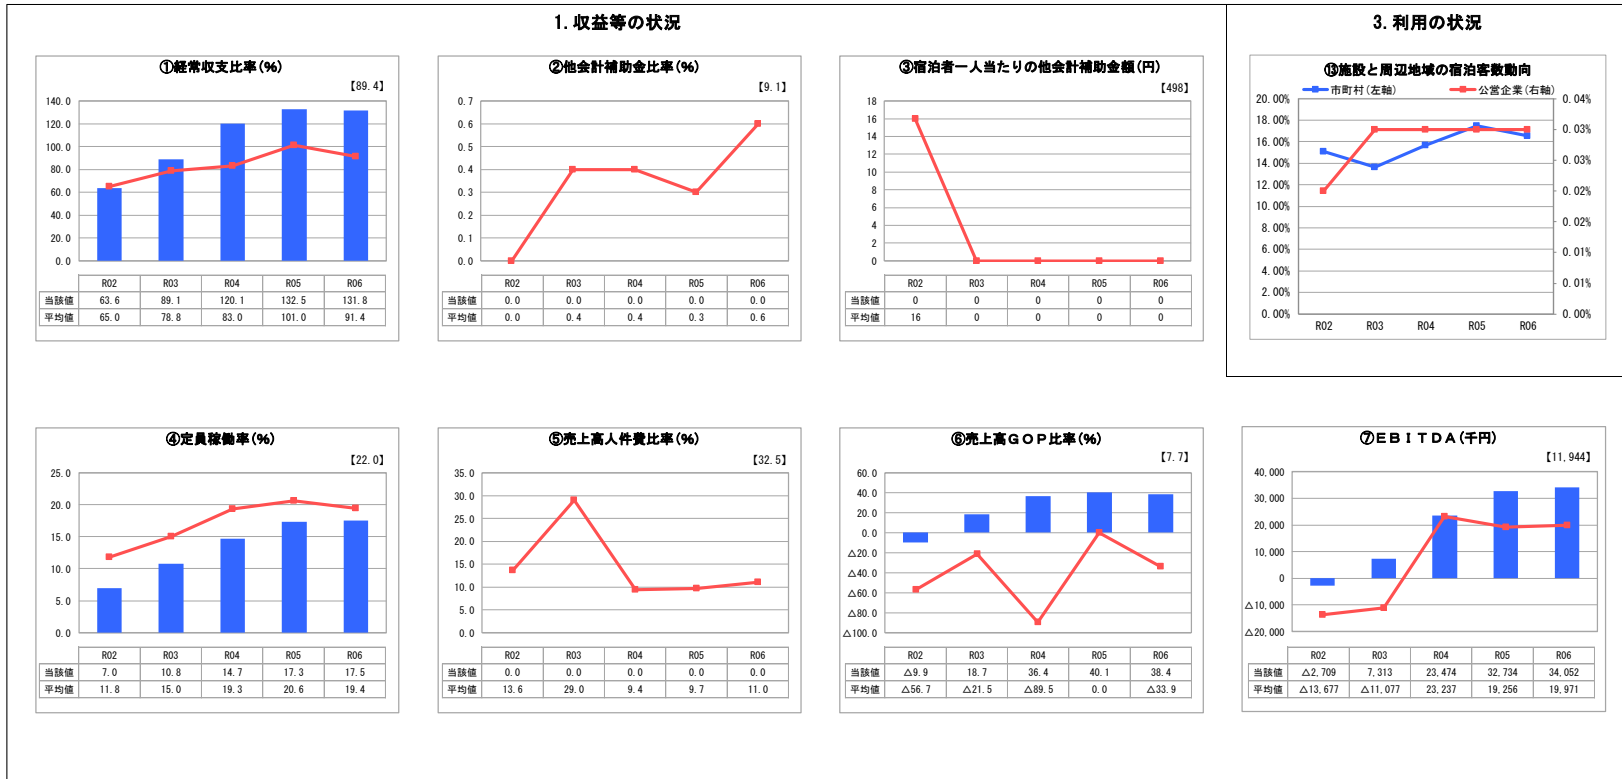 1. 収益等の状況
3. 利用の状況
①経常収支比率(%)
【89.4】
140.0
120.0
100.0
80.0
60.0
40.0
20.0
0.0
R02 R03 R04 R05 R06
当該値 63.6 89.1 120.1 132.5 131.8
平均値 65.0 78.8 83.0 101.0 91.4
②他会計補助金比率(%)
【9.1】
0.7
0.6
0.5
0.4
0.3
0.2
0.1
0.0
R02 R03 R04 R05 R06
当該値 0.0 0.0 0.0 0.0 0.0
平均値 0.0 0.4 0.4 0.3 0.6
③宿泊者一人当たりの他会計補助金額(円)
【498】
18
16
14
12
10
8
6
4
2
0
R02 R03 R04 R05 R06
当該値 0 0 0 0 0
平均値 16 0 0 0 0
⑬施設と周辺地域の宿泊客数動向
市町村(左軸) 公営企業(右軸)
20.00% 0.04%
18.00%
16.00% 0.03%
14.00% 0.03%
12.00%
10.00% 0.02%
8.00% 0.02%
6.00%
4.00% 0.01%
2.00% 0.01%
0.00% 0.00%
R02 R03 R04 R05 R06
④定員稼働率(%)
【22.0】
25.0
20.0
15.0
10.0
5.0
0.0
R02 R03 R04 R05 R06
当該値 7.0 10.8 14.7 17.3 17.5
平均値 11.8 15.0 19.3 20.6 19.4
⑤売上高人件費比率(%)
【32.5】
35.0
30.0
25.0
20.0
15.0
10.0
5.0
0.0
R02 R03 R04 R05 R06
当該値 0.0 0.0 0.0 0.0 0.0
平均値 13.6 29.0 9.4 9.7 11.0
⑥売上高GOP比率(%)
【7.7】
60.0
40.0
20.0
0.0
△20.0
△40.0
△60.0
△80.0
△100.0
R02 R03 R04 R05 R06
当該値 △9.9 18.7 36.4 40.1 38.4
平均値 △56.7 △21.5 △89.5 0.0 △33.9
⑦EBITDA(千円)
【11,944】
40,000
30,000
20,000
10,000
0
△10,000
△20,000
R02 R03 R04 R05 R06
当該値 △2,709 7,313 23,474 32,734 34,052
平均値 △13,677 △11,077 23,237 19,256 19,971